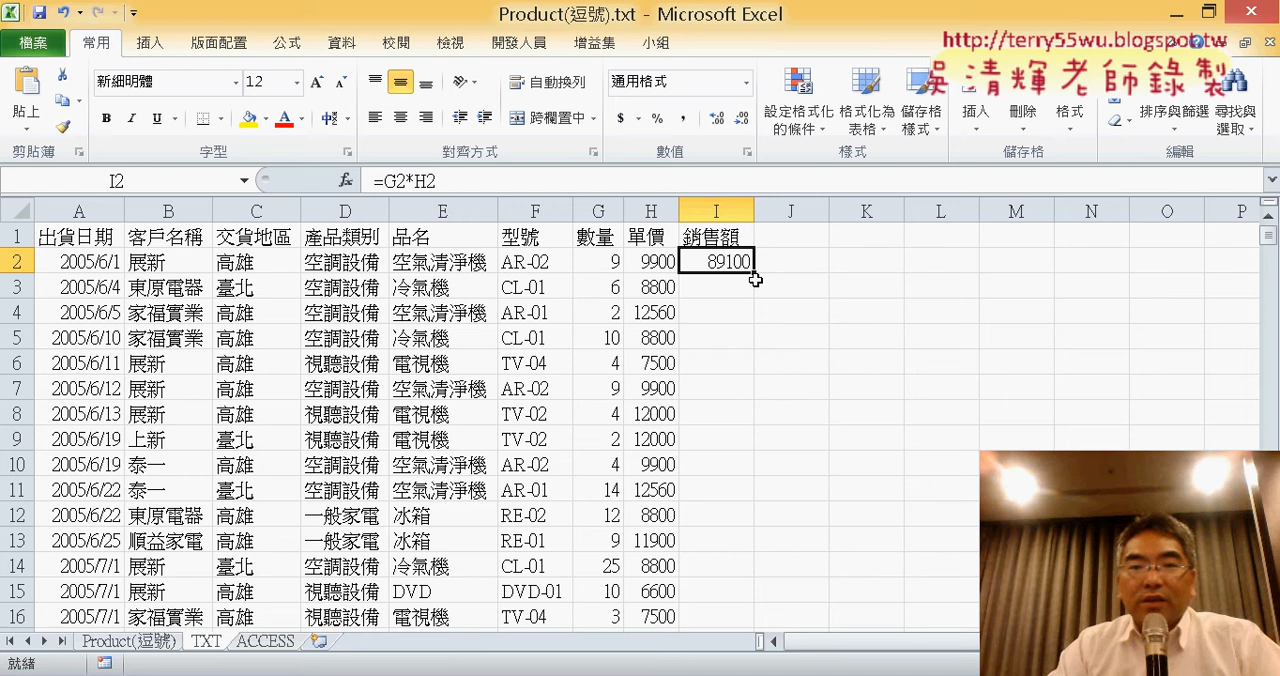 Product(逗號).txt - Microsoft Excel
檔案 常用 插入 版面配置 公式 資料 校閱 檢視 開發人員 增益集 小組
http://terry55wu.blogspot.tw
吳清輝老師錄製
貼上 新細明體 12 自動換列 通用格式 設定格式化的條件 格式化為表格 儲存格樣式 插入 刪除 格式 排序與篩選 尋找與選取
B I U A 跨欄置中 $ % ,
剪貼簿 字型 對齊方式 數值 樣式 儲存格 編輯
I2 fx =G2*H2
A B C D E F G H I J K L M N O P
1 出貨日期 客戶名稱 交貨地區 產品類別 品名 型號 數量 單價 銷售額
2 2005/6/1 展新 高雄 空調設備 空氣清淨機 AR-02 9 9900 89100
3 2005/6/4 東原電器 臺北 空調設備 冷氣機 CL-01 6 8800
4 2005/6/5 家福實業 高雄 空調設備 空氣清淨機 AR-01 2 12560
5 2005/6/10 家福實業 高雄 空調設備 冷氣機 CL-01 10 8800
6 2005/6/11 展新 高雄 視聽設備 電視機 TV-04 4 7500
7 2005/6/12 展新 高雄 空調設備 空氣清淨機 AR-02 9 9900
8 2005/6/13 展新 高雄 視聽設備 電視機 TV-02 4 12000
9 2005/6/19 上新 臺北 視聽設備 電視機 TV-02 2 12000
10 2005/6/19 泰一 高雄 空調設備 空氣清淨機 AR-02 4 9900
11 2005/6/22 泰一 臺北 空調設備 空氣清淨機 AR-01 14 12560
12 2005/6/22 東原電器 高雄 一般家電 冰箱 RE-02 12 8800
13 2005/6/25 順益家電 高雄 一般家電 冰箱 RE-01 9 11900
14 2005/7/1 展新 臺北 空調設備 冷氣機 CL-01 25 8800
15 2005/7/1 展新 高雄 視聽設備 DVD DVD-01 10 6600
16 2005/7/1 家福實業 高雄 視聽設備 電視機 TV-04 3 7500
Product(逗號) TXT ACCESS
就緒